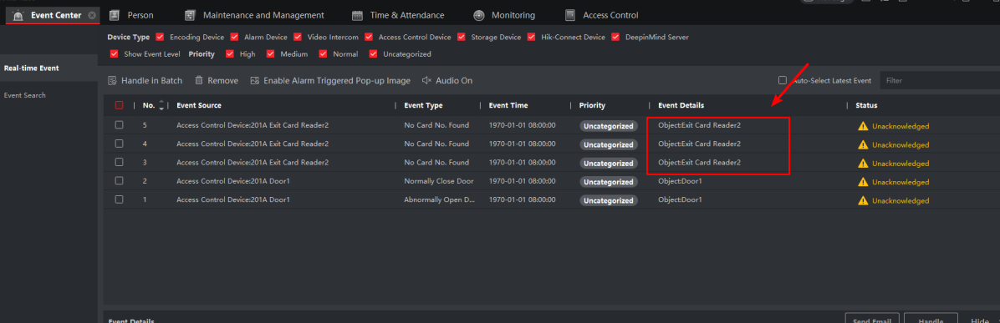 Event Center
Person
Maintenance and Management
Time & Attendance
Monitoring
Access Control
Device Type Encoding Device Alarm Device Video Intercom Access Control Device Storage Device Hik-Connect Device DeepinMind Server
Show Event Level Priority High Medium Normal Uncategorized
Real-time Event
Event Search
Handle in Batch Remove Enable Alarm Triggered Pop-up Image Audio On Auto-Select Latest Event Filter
No. Event Source Event Type Event Time Priority Event Details Status
5 Access Control Device:201A Exit Card Reader2 No Card No. Found 1970-01-01 08:00:00 Uncategorized Object:Exit Card Reader2 Unacknowledged
4 Access Control Device:201A Exit Card Reader2 No Card No. Found 1970-01-01 08:00:00 Uncategorized Object:Exit Card Reader2 Unacknowledged
3 Access Control Device:201A Exit Card Reader2 No Card No. Found 1970-01-01 08:00:00 Uncategorized Object:Exit Card Reader2 Unacknowledged
2 Access Control Device:201A Door1 Normally Close Door 1970-01-01 08:00:00 Uncategorized Object:Door1 Unacknowledged
1 Access Control Device:201A Door1 Abnormally Open D... 1970-01-01 08:00:00 Uncategorized Object:Door1 Unacknowledged
Event Details Send Email Handle Hide